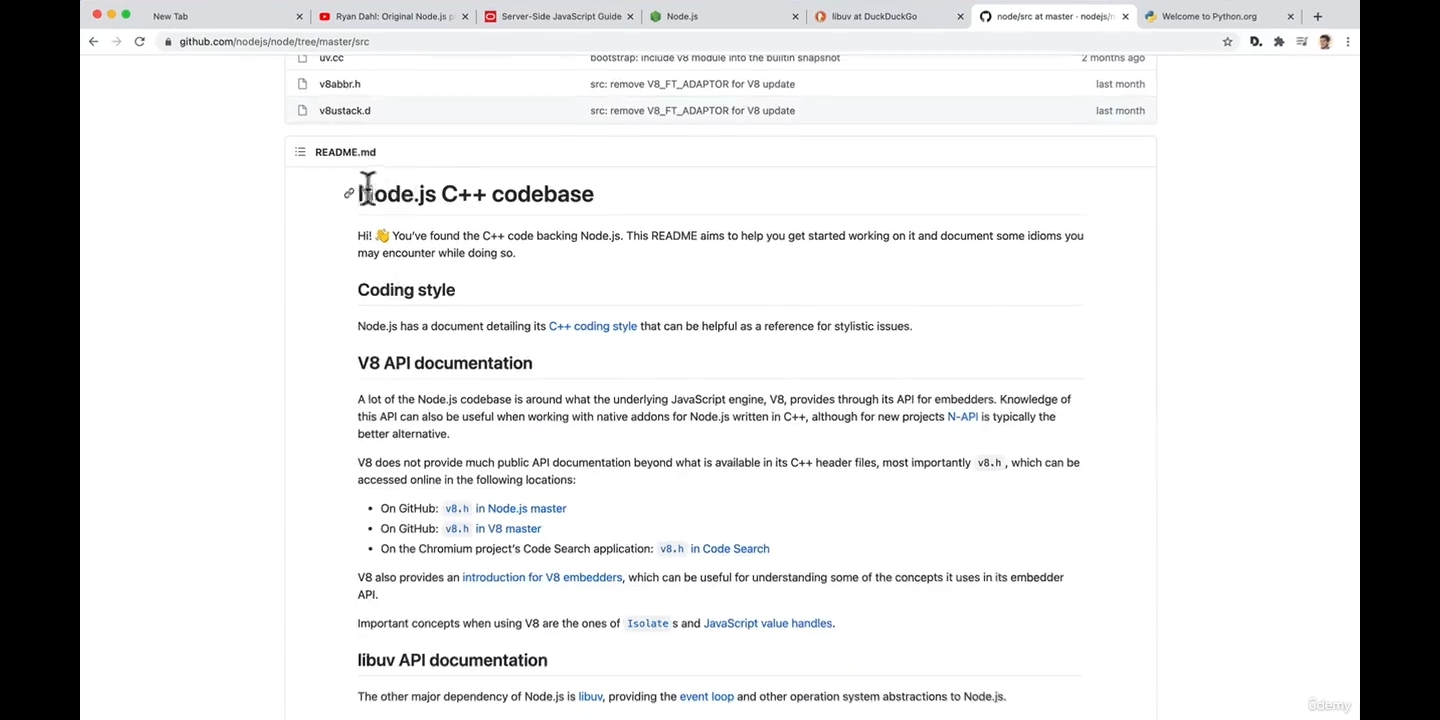 New Tab
Ryan Dahl: Original Node.js p
Server-Side JavaScript Guide
Node.js
libuv at DuckDuckGo
node/src at master · nodejs/n
Welcome to Python.org
github.com/nodejs/node/tree/master/src
uv.cc bootstrap: include v8 module into the builtin snapshot 2 months ago
v8abbr.h src: remove V8_FT_ADAPTOR for V8 update last month
v8ustack.d src: remove V8_FT_ADAPTOR for V8 update last month
README.md
Node.js C++ codebase
Hi! 👋 You've found the C++ code backing Node.js. This README aims to help you get started working on it and document some idioms you
may encounter while doing so.
Coding style
Node.js has a document detailing its C++ coding style that can be helpful as a reference for stylistic issues.
V8 API documentation
A lot of the Node.js codebase is around what the underlying JavaScript engine, V8, provides through its API for embedders. Knowledge of
this API can also be useful when working with native addons for Node.js written in C++, although for new projects N-API is typically the
better alternative.
V8 does not provide much public API documentation beyond what is available in its C++ header files, most importantly v8.h, which can be
accessed online in the following locations:
• On GitHub: v8.h in Node.js master
• On GitHub: v8.h in V8 master
• On the Chromium project's Code Search application: v8.h in Code Search
V8 also provides an introduction for V8 embedders, which can be useful for understanding some of the concepts it uses in its embedder
API.
Important concepts when using V8 are the ones of Isolate s and JavaScript value handles.
libuv API documentation
The other major dependency of Node.js is libuv, providing the event loop and other operation system abstractions to Node.js.
ûdemy